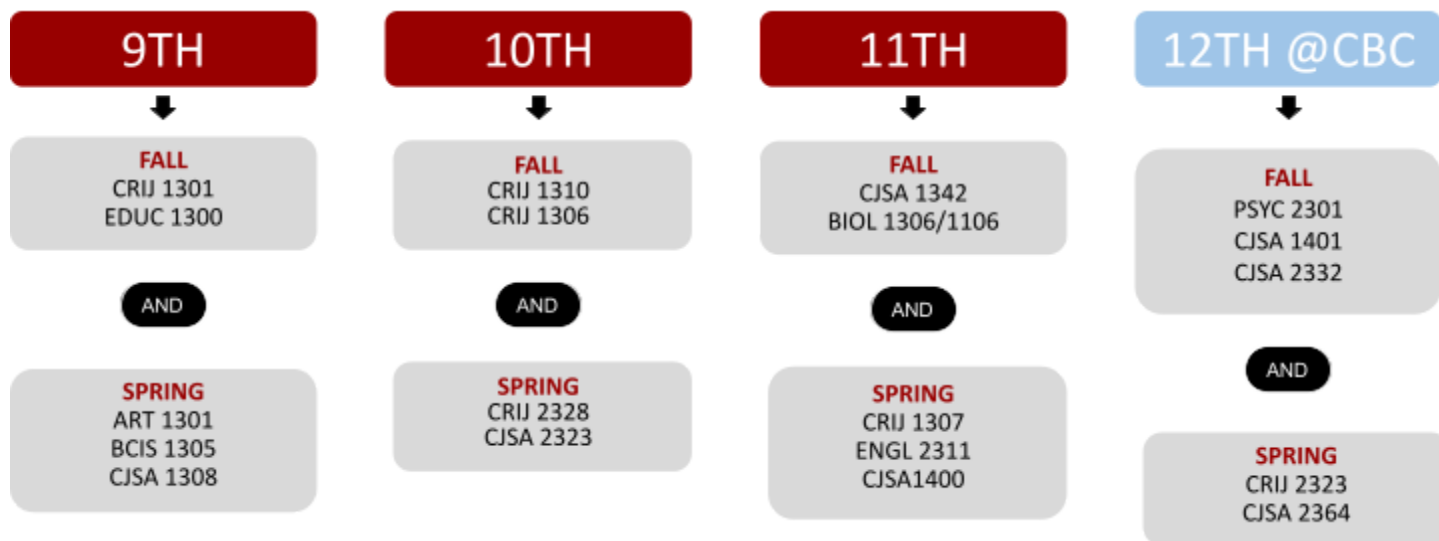 9TH
FALL
CRIJ 1301
EDUC 1300
AND
SPRING
ART 1301
BCIS 1305
CJSA 1308
10TH
FALL
CRIJ 1310
CRIJ 1306
AND
SPRING
CRIJ 2328
CJSA 2323
11TH
FALL
CJSA 1342
BIOL 1306/1106
AND
SPRING
CRIJ 1307
ENGL 2311
CJSA1400
12TH @CBC
FALL
PSYC 2301
CJSA 1401
CJSA 2332
AND
SPRING
CRIJ 2323
CJSA 2364